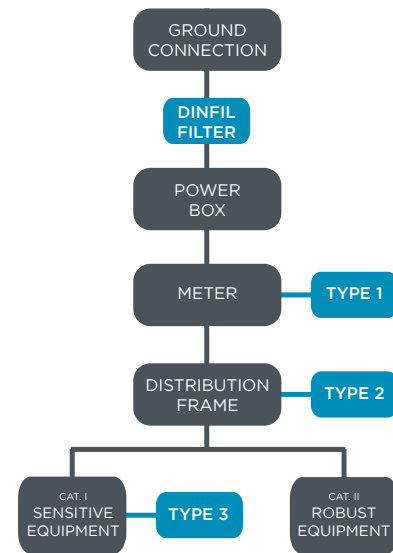 GROUND
CONNECTION
DINFIL
FILTER
POWER
BOX
METER
TYPE 1
DISTRIBUTION
FRAME
TYPE 2
CAT. I
SENSITIVE
EQUIPMENT
TYPE 3
CAT. II
ROBUST
EQUIPMENT